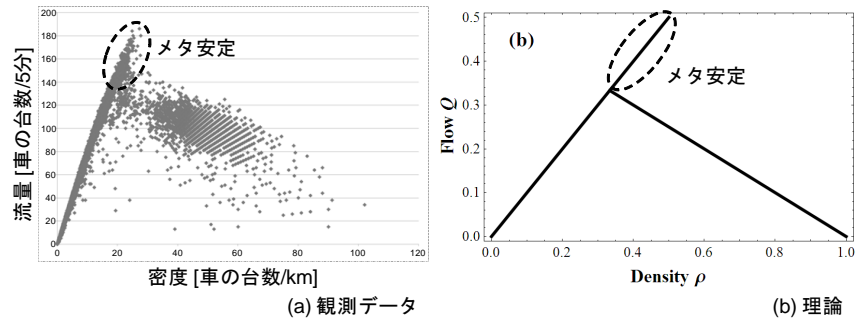 メタ安定
流量 [車の台数/5分]
200
180
160
140
120
100
80
60
40
20
0
0 20 40 60 80 100 120
密度 [車の台数/km]
(a) 観測データ
(b)
メタ安定
Flow Q
0.5
0.4
0.3
0.2
0.1
0.0
0.0 0.2 0.4 0.6 0.8 1.0
Density ρ
(b) 理論